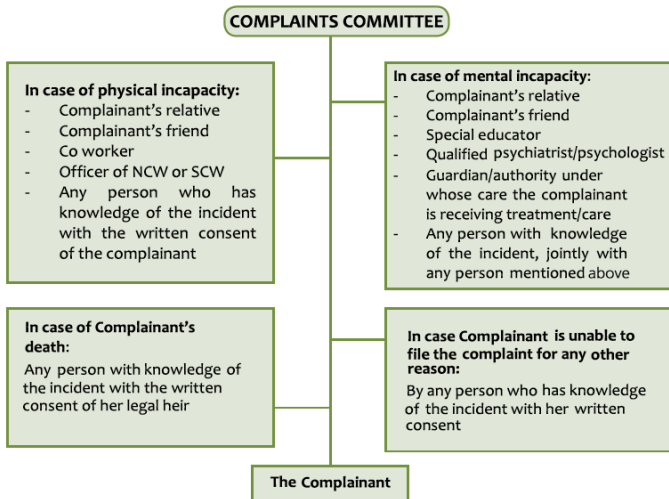 COMPLAINTS COMMITTEE
In case of physical incapacity:
- Complainant's relative
- Complainant's friend
- Co worker
- Officer of NCW or SCW
- Any person who has
knowledge of the incident
with the written consent
of the complainant
In case of mental incapacity:
- Complainant's relative
- Complainant's friend
- Special educator
- Qualified psychiatrist/psychologist
- Guardian/authority under
whose care the complainant
is receiving treatment/care
- Any person with knowledge
of the incident, jointly with
any person mentioned above
In case of Complainant's
death:
Any person with knowledge of
the incident with the written
consent of her legal heir
In case Complainant is unable to
file the complaint for any other
reason:
By any person who has knowledge
of the incident with her written
consent
The Complainant